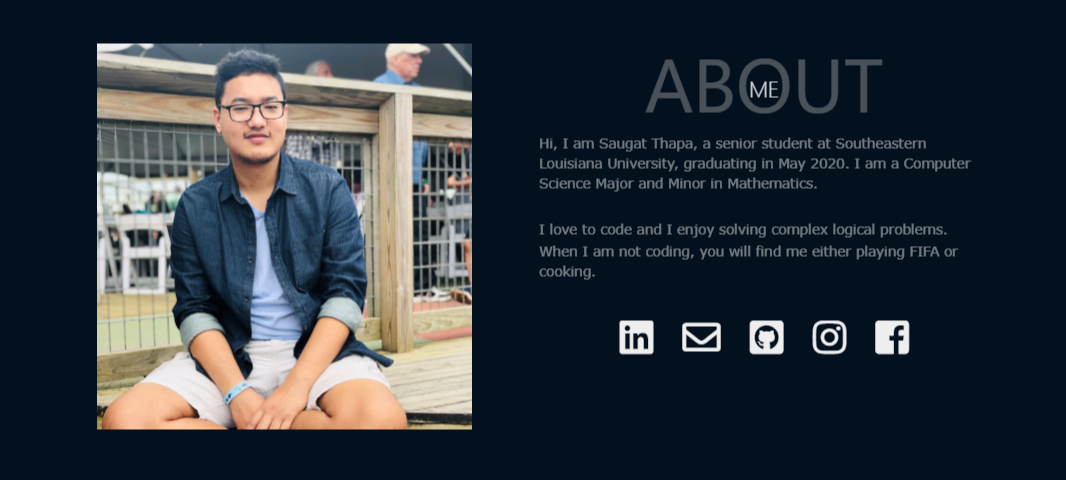 ABOUT
ME
Hi, I am Saugat Thapa, a senior student at Southeastern
Louisiana University, graduating in May 2020. I am a Computer
Science Major and Minor in Mathematics.
I love to code and I enjoy solving complex logical problems.
When I am not coding, you will find me either playing FIFA or
cooking.
in